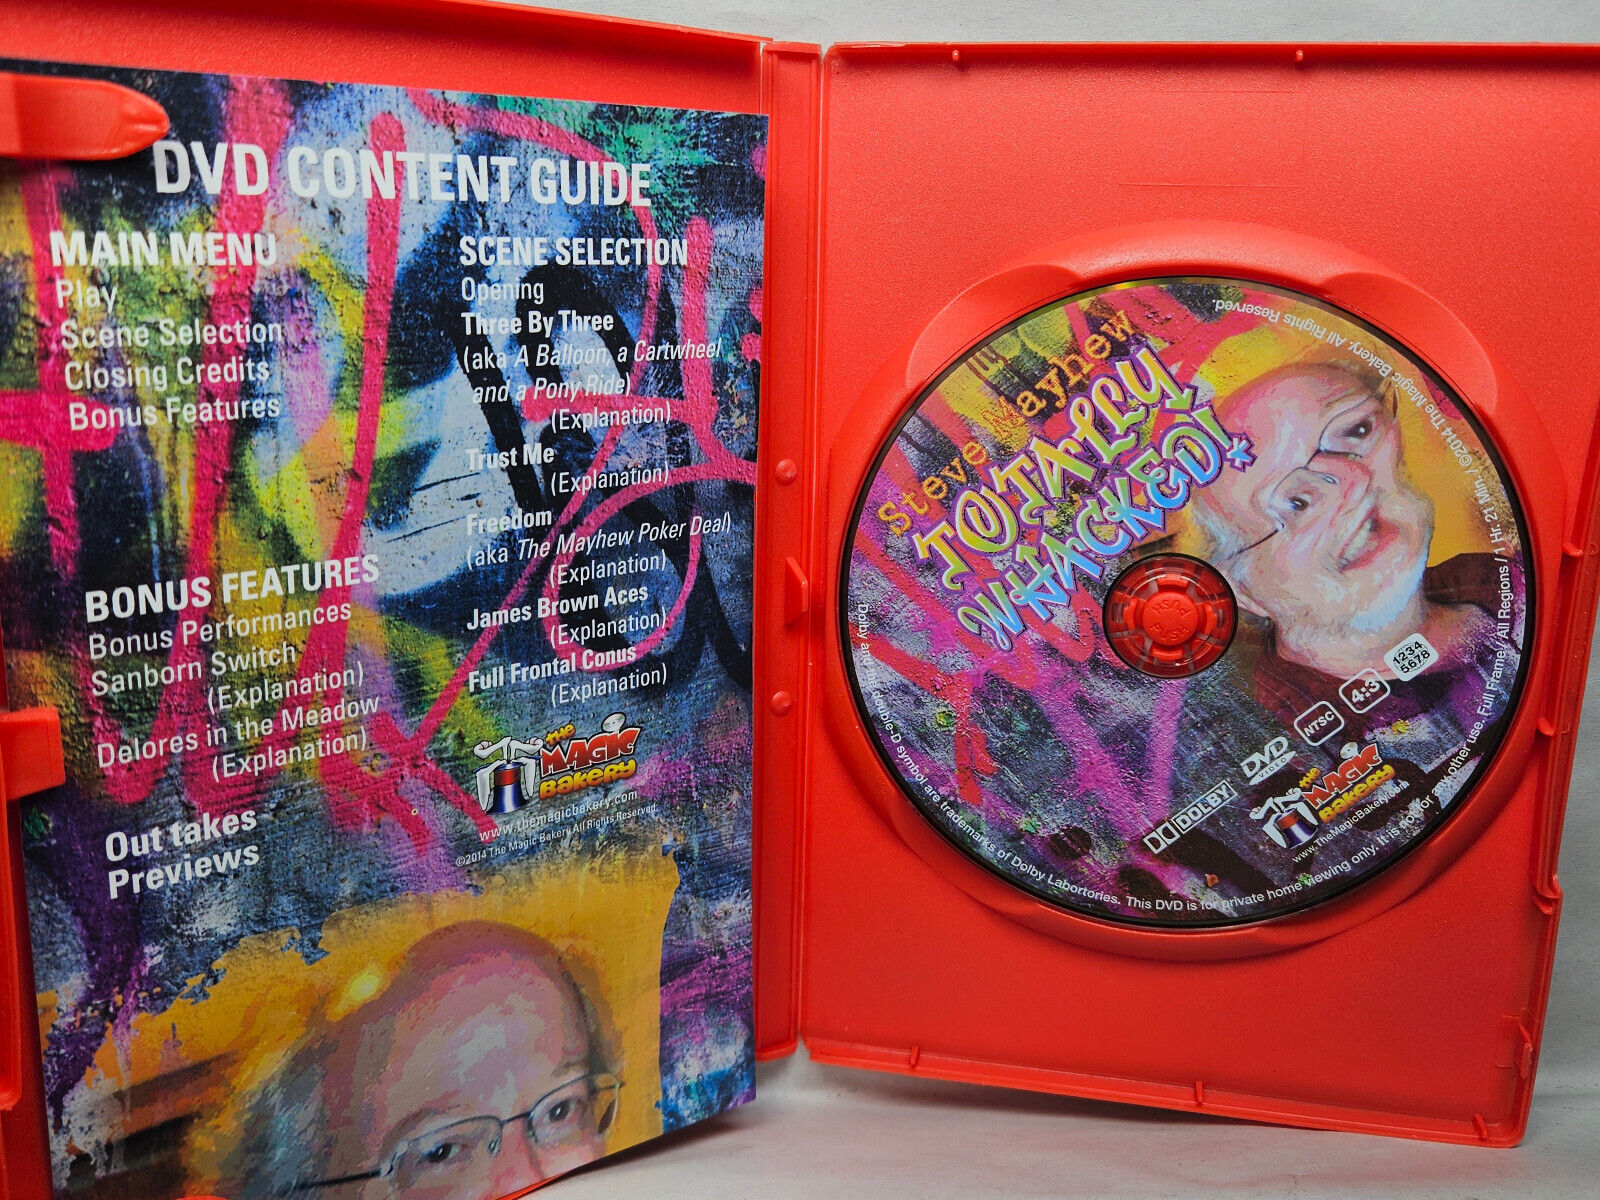 DVD CONTENT GUIDE
MAIN MENU
Play
Scene Selection
Closing Credits
Bonus Features
BONUS FEATURES
Bonus Performances
Sanborn Switch
(Explanation)
Delores in the Meadow
(Explanation)
Out takes
Previews
SCENE SELECTION
Opening
Three By Three
(aka A Balloon, a Cartwheel
and a Pony Ride)
(Explanation)
Trust Me
(Explanation)
Freedom
(aka The Mayhew Poker Deal)
(Explanation)
James Brown Aces
(Explanation)
Full Frontal Conus
(Explanation)
THE
MAGIC
BAKERY
www.themagicbakery.com
©2014 The Magic Bakery All Rights Reserved.
Steve Mayhew
TOTALLY
WHACKED!
PUSH
PUSH
1234
5678
4:3
NTSC
DVD
VIDEO
DOLBY
THE
MAGIC
BAKERY
www.TheMagicBakery.com
Dolby and the double-D symbol are trademarks of Dolby Labortories. This DVD is for private home viewing only. It is not for any other use. Full Frame / All Regions / 1 Hr. 21 Min. / ©2014 The Magic Bakery. All Rights Reserved.